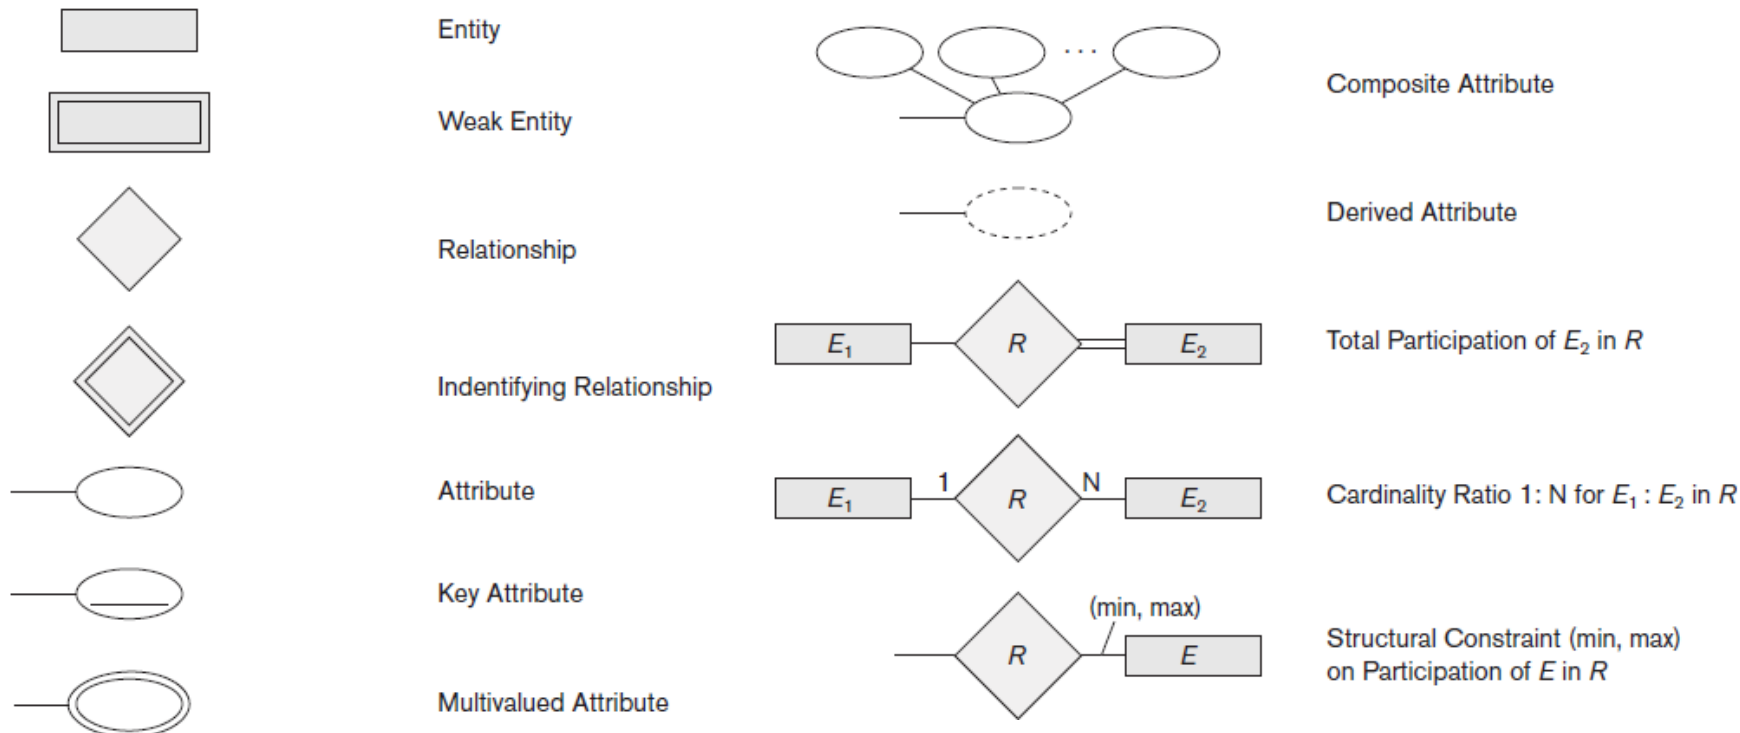 Entity
Weak Entity
Relationship
Indentifying Relationship
Attribute
Key Attribute
Multivalued Attribute
. . .
Composite Attribute
Derived Attribute
E₁ R E₂
Total Participation of E₂ in R
E₁ 1 R N E₂
Cardinality Ratio 1: N for E₁ : E₂ in R
(min, max)
R E
Structural Constraint (min, max)
on Participation of E in R